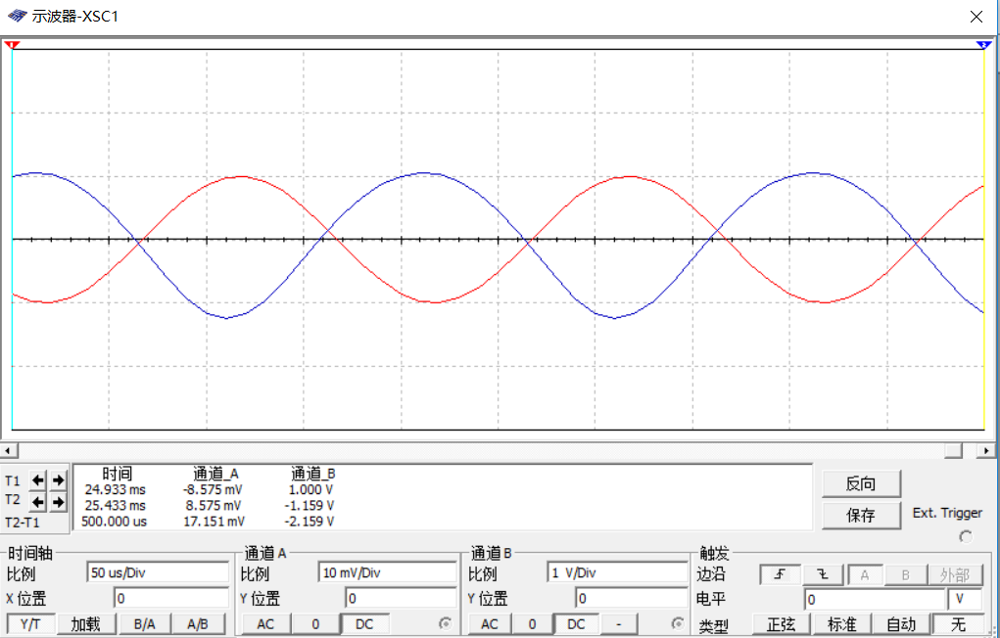 示波器-XSC1
1
2
时间 通道_A 通道_B
T1 24.933 ms -8.575 mV 1.000 V
T2 25.433 ms 8.575 mV -1.159 V
T2-T1 500.000 us 17.151 mV -2.159 V
反向
保存
Ext. Trigger
时间轴 通道 A 通道 B 触发
比例 50 us/Div 比例 10 mV/Div 比例 1 V/Div 边沿 A B 外部
X 位置 0 Y 位置 0 Y 位置 0 电平 0 V
Y/T 加载 B/A A/B AC 0 DC AC 0 DC - 类型 正弦 标准 自动 无